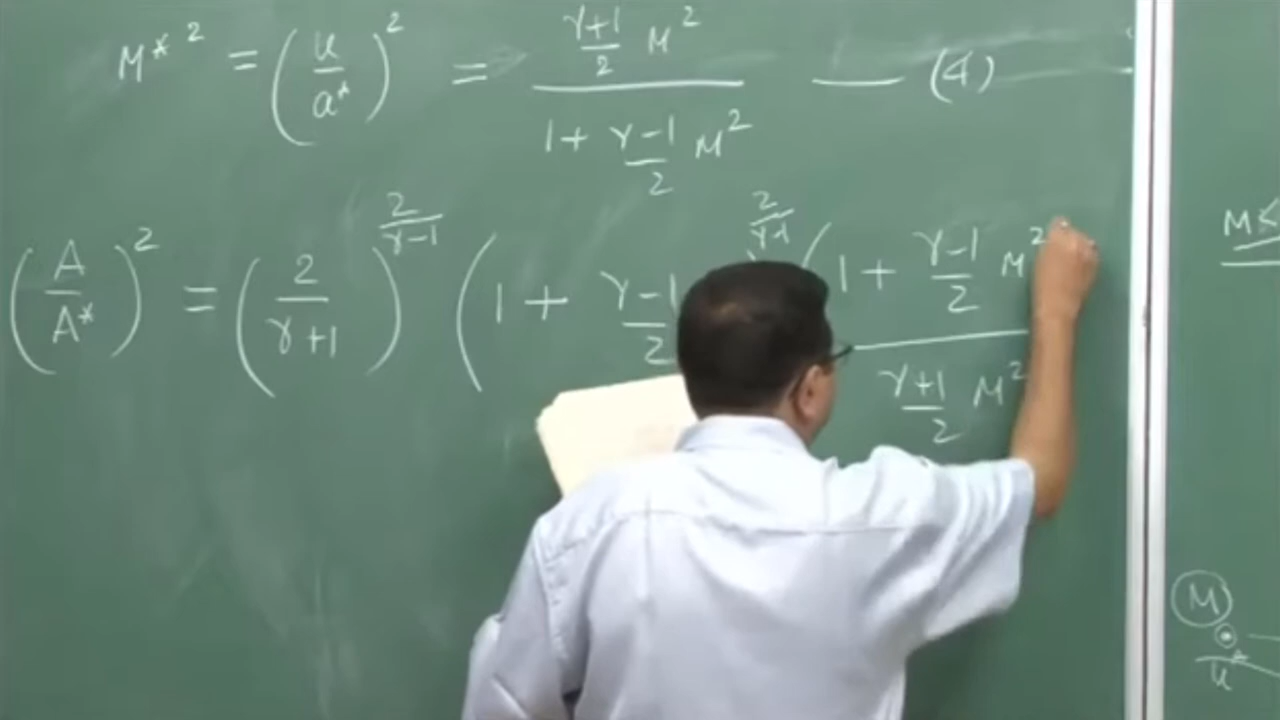 M*² = (u/a*)² = (γ+1)/2 M² / 1 + (γ-1)/2 M² — (4)
(A/A*)² = (2/(γ+1))^(2/(γ-1)) (1 + (γ-1)/2 ^(2/(γ-1)) (1 + (γ-1)/2 M² / (γ+1)/2 M²
M≤
M
u*